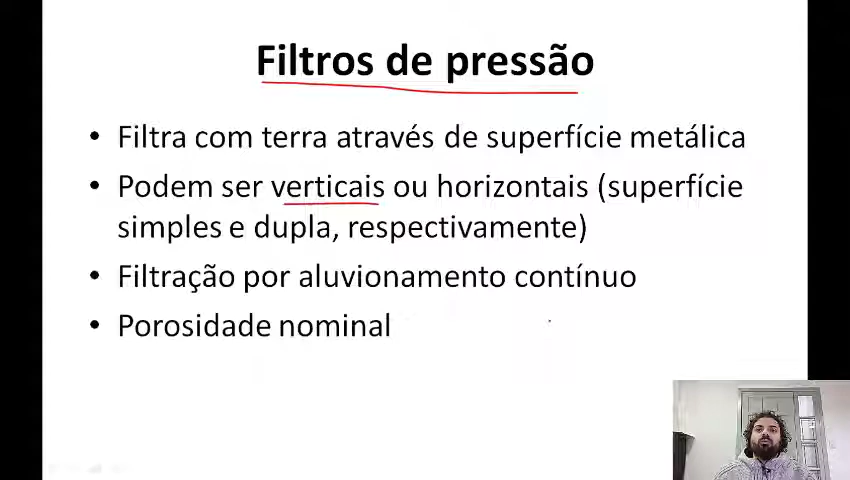 Filtros de pressão
• Filtra com terra através de superfície metálica
• Podem ser verticais ou horizontais (superfície
simples e dupla, respectivamente)
• Filtração por aluvionamento contínuo
• Porosidade nominal